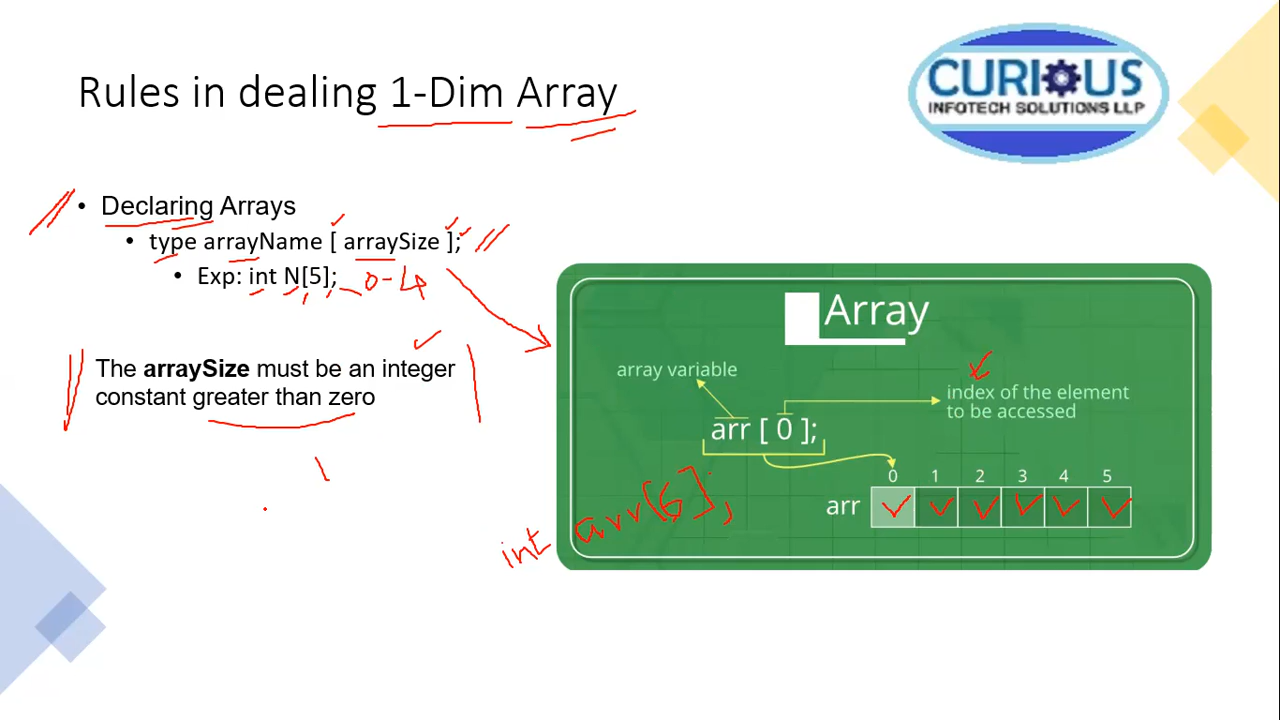 Rules in dealing 1-Dim Array
CURIOUS
INFOTECH SOLUTIONS LLP
• Declaring Arrays
• type arrayName [ arraySize ];
• Exp: int N[5]; 0-4
The arraySize must be an integer
constant greater than zero
Array
array variable
index of the element
to be accessed
arr [ 0 ];
0 1 2 3 4 5
arr
int arr[6];